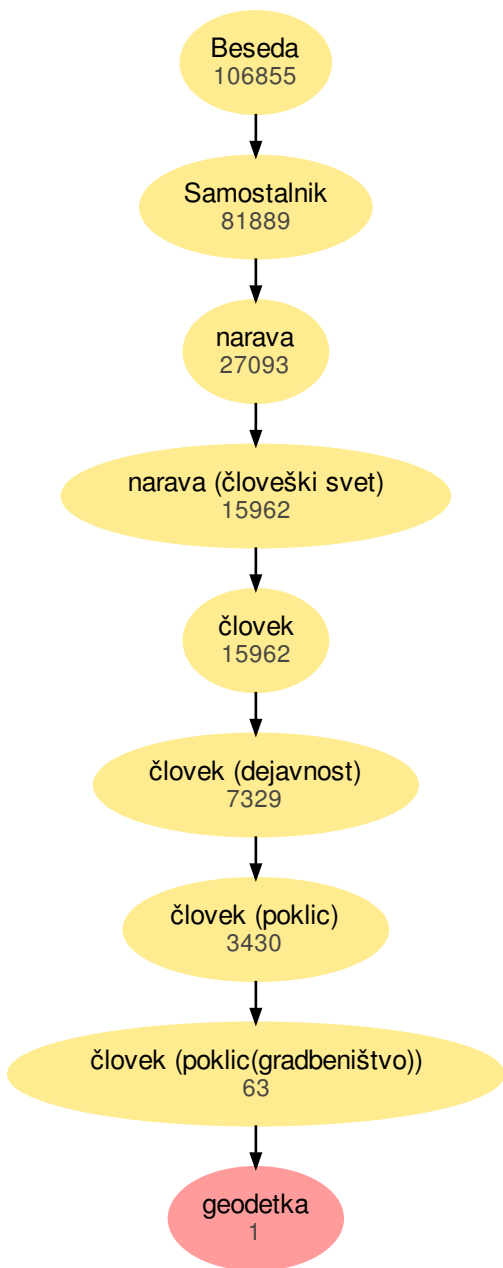 Beseda
106855
Samostalnik
81889
narava
27093
narava (človeški svet)
15962
človek
15962
človek (dejavnost)
7329
človek (poklic)
3430
človek (poklic(gradbeništvo))
63
geodetka
1